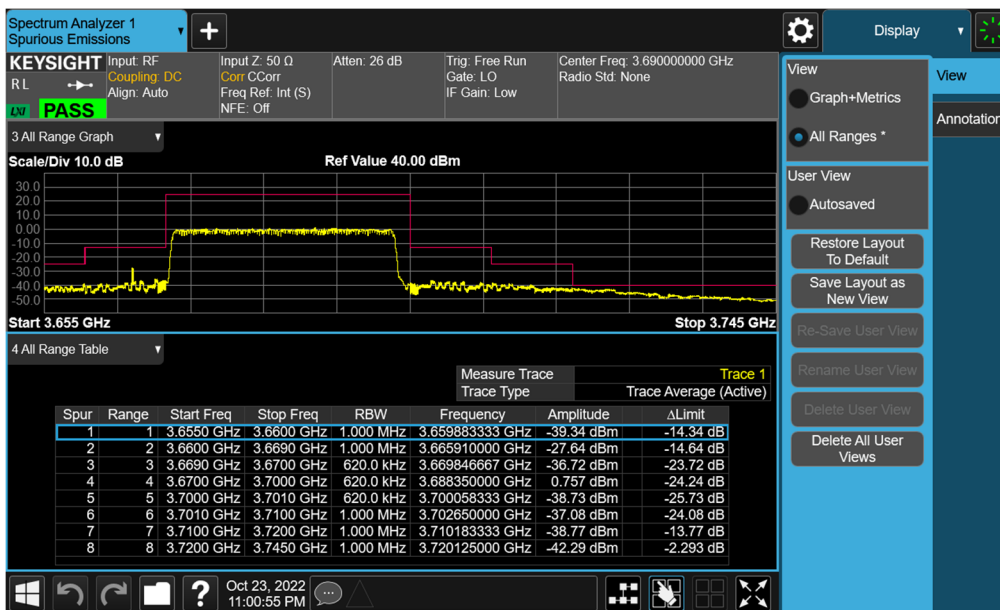 Spectrum Analyzer 1
Spurious Emissions
Display
KEYSIGHT
R L
LXI
PASS
Input: RF
Coupling: DC
Align: Auto
Input Z: 50 Ω
Corr CCorr
Freq Ref: Int (S)
NFE: Off
Atten: 26 dB
Trig: Free Run
Gate: LO
IF Gain: Low
Center Freq: 3.690000000 GHz
Radio Std: None
3 All Range Graph
Scale/Div 10.0 dB
Ref Value 40.00 dBm
30.0
20.0
10.0
0.00
-10.0
-20.0
-30.0
-40.0
-50.0
Start 3.655 GHz
Stop 3.745 GHz
4 All Range Table
Measure Trace Trace 1
Trace Type Trace Average (Active)
Spur Range Start Freq Stop Freq RBW Frequency Amplitude ΔLimit
1 1 3.6550 GHz 3.6600 GHz 1.000 MHz 3.659883333 GHz -39.34 dBm -14.34 dB
2 2 3.6600 GHz 3.6690 GHz 1.000 MHz 3.665910000 GHz -27.64 dBm -14.64 dB
3 3 3.6690 GHz 3.6700 GHz 620.0 kHz 3.669846667 GHz -36.72 dBm -23.72 dB
4 4 3.6700 GHz 3.7000 GHz 620.0 kHz 3.688350000 GHz 0.757 dBm -24.24 dB
5 5 3.7000 GHz 3.7010 GHz 620.0 kHz 3.700058333 GHz -38.73 dBm -25.73 dB
6 6 3.7010 GHz 3.7100 GHz 1.000 MHz 3.702650000 GHz -37.08 dBm -24.08 dB
7 7 3.7100 GHz 3.7200 GHz 1.000 MHz 3.710183333 GHz -38.77 dBm -13.77 dB
8 8 3.7200 GHz 3.7450 GHz 1.000 MHz 3.720125000 GHz -42.29 dBm -2.293 dB
View
Graph+Metrics
All Ranges *
User View
Autosaved
Restore Layout
To Default
Save Layout as
New View
Re-Save User View
Rename User View
Delete User View
Delete All User
Views
View
Annotation
?
Oct 23, 2022
11:00:55 PM